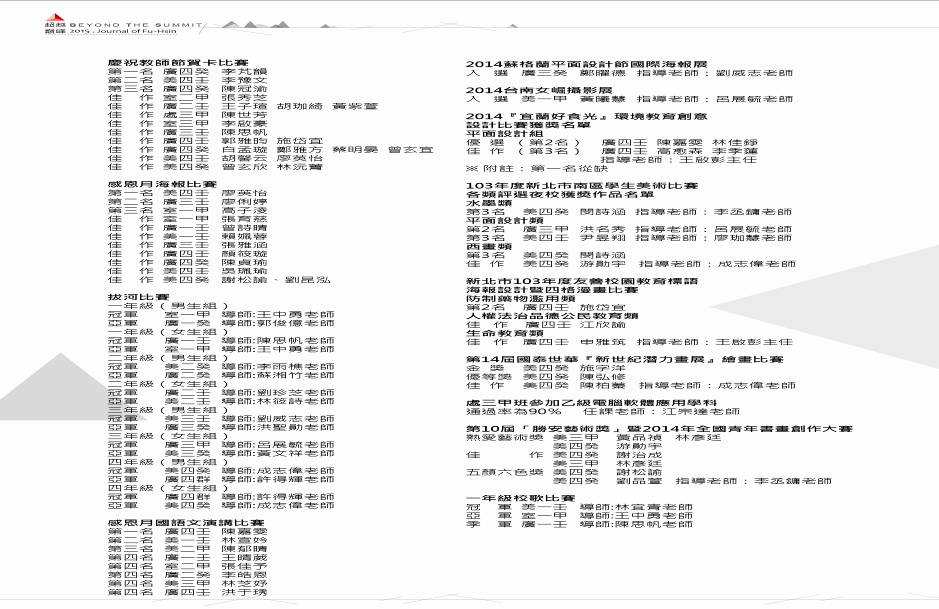 超越 BEYOND THE SUMMIT
巔峰 2015 : Journal of Fu-Hsin
慶祝教師節賀卡比賽
第一名 廣四癸 李芃韻
第二名 美四壬 李豫文
第三名 廣四癸 陳冠渝
佳 作 室二甲 張秀芝
佳 作 廣二壬 王子瑄 胡珈綺 黃紫萱
佳 作 處三甲 陳世芳
佳 作 室三甲 李啟豪
佳 作 廣三壬 陳思帆
佳 作 廣四壬 郭雅昀 施岱宜
佳 作 廣四癸 白孟璇 鄭雅方 蔡明晏 曾玄宜
佳 作 美四壬 胡馨云 廖英怡
佳 作 美四癸 曾玄欣 林沅菁
感恩月海報比賽
第一名 美四壬 廖英怡
第二名 廣三壬 廖俐婷
第三名 室一甲 高子淩
佳 作 室一甲 張育慈
佳 作 廣一壬 曾詩晴
佳 作 美一壬 賴姵蓉
佳 作 廣三壬 張雅涵
佳 作 廣四壬 顏筱璇
佳 作 廣四癸 陳貞瑜
佳 作 美四壬 吳珮瑜
佳 作 美四癸 謝松諭、劉昆泓
拔河比賽
一年級(男生組)
冠軍 室一甲 導師:王中勇老師
亞軍 廣一癸 導師:郭俊億老師
一年級(女生組)
冠軍 廣一壬 導師:陳思帆老師
亞軍 室一甲 導師:王中勇老師
二年級(男生組)
冠軍 美二癸 導師:李雨樵老師
亞軍 廣二癸 導師:蘇湘竹老師
二年級(女生組)
冠軍 廣二壬 導師:劉珍芝老師
亞軍 美二壬 導師:林筱詩老師
三年級(男生組)
冠軍 美三壬 導師:劉威志老師
亞軍 廣三癸 導師:洪聖勛老師
三年級(女生組)
冠軍 廣三甲 導師:呂展毓老師
亞軍 美三癸 導師:黃文祥老師
四年級(男生組)
冠軍 美四癸 導師:成志偉老師
亞軍 廣四群 導師:許得輝老師
四年級(女生組)
冠軍 廣四群 導師:許得輝老師
亞軍 美四癸 導師:成志偉老師
感恩月國語文演講比賽
第一名 廣四壬 陳嘉雯
第二名 美一壬 林宣妗
第三名 美二甲 陳郁晴
第四名 廣一壬 王晴葳
第四名 室二甲 張佳予
第四名 廣二癸 李皓恩
第四名 美三甲 林芝妤
第四名 廣四壬 洪于琇
2014蘇格蘭平面設計節國際海報展
入 選 廣三癸 鄭曜德 指導老師:劉威志老師
2014台南女崛攝影展
入 選 美一甲 黃曦慧 指導老師:呂展毓老師
2014『宜蘭好食光』環境教育創意
設計比賽獲獎名單
平面設計組
優 選(第2名) 廣四壬 陳嘉雯 林佳錚
佳 作(第3名) 廣四壬 高愈森 李季蓮
指導老師:王啟彭主任
※ 附註:第一名從缺
103年度新北市南區學生美術比賽
各類評選夜校獲獎作品名單
水墨類
第3名 美四癸 閔詩涵 指導老師:李丞鏞老師
平面設計類
第2名 廣三甲 洪名秀 指導老師:呂展毓老師
第3名 美四壬 尹昱翔 指導老師:廖珈慧老師
西畫類
第3名 美四癸 閔詩涵
佳 作 美四癸 游勛宇 指導老師:成志偉老師
新北市103年度友善校園教育標語
海報設計暨四格漫畫比賽
防制藥物濫用類
第2名 廣四壬 施岱宜
人權法治品德公民教育類
佳 作 廣四壬 江欣諭
生命教育類
佳 作 廣四壬 申雅筑 指導老師:王啟彭主任
第14屆國泰世華『新世紀潛力畫展』繪畫比賽
金 獎 美四癸 施宇洋
優等獎 美四癸 陳弘修
佳 作 美四癸 陳柏蓁 指導老師:成志偉老師
處三甲班參加乙級電腦軟體應用學科
通過率為90% 任課老師:江宗達老師
第10屆「勝安藝術獎」暨2014年全國青年書畫創作大賽
熱愛藝術獎 美三甲 黃品禎 林彥廷
美四癸 游勛宇
佳 作 美四癸 謝治成
美三甲 林彥廷
五顏六色獎 美四癸 謝松諭
美四癸 劉品萱 指導老師:李丞鏞老師
一年級校歌比賽
冠 軍 美一壬 導師:林宜青老師
亞 軍 室一甲 導師:王中勇老師
季 軍 廣一壬 導師:陳思帆老師